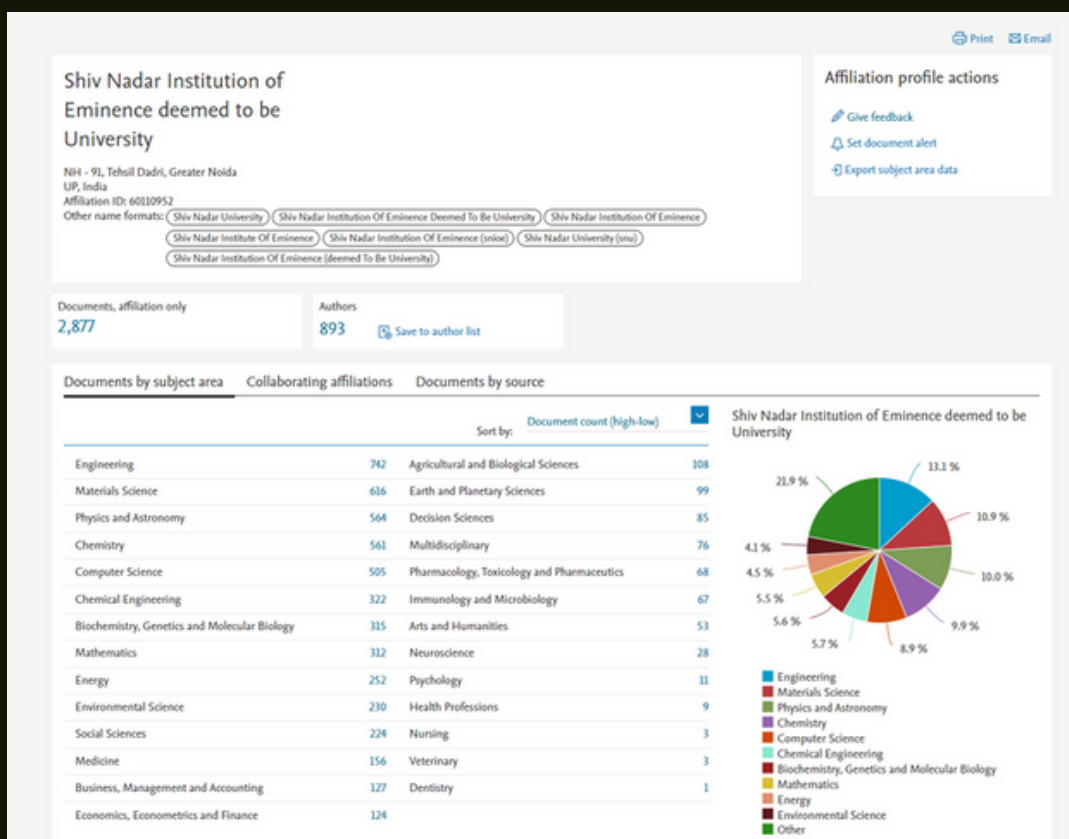 Print Email
Shiv Nadar Institution of
Eminence deemed to be
University
NH - 91, Tehsil Dadri, Greater Noida
UP, India
Affiliation ID: 60110952
Other name formats: Shiv Nadar University Shiv Nadar Institution Of Eminence Deemed To Be University Shiv Nadar Institution Of Eminence
Shiv Nadar Institute Of Eminence Shiv Nadar Institution Of Eminence (snioe) Shiv Nadar University (snu)
Shiv Nadar Institution Of Eminence (deemed To Be University)
Affiliation profile actions
Give feedback
Set document alert
Export subject area data
Documents, affiliation only
2,877
Authors
893 Save to author list
Documents by subject area Collaborating affiliations Documents by source
Sort by: Document count (high-low)
Engineering 742 Agricultural and Biological Sciences 108
Materials Science 616 Earth and Planetary Sciences 99
Physics and Astronomy 564 Decision Sciences 85
Chemistry 561 Multidisciplinary 76
Computer Science 505 Pharmacology, Toxicology and Pharmaceutics 68
Chemical Engineering 322 Immunology and Microbiology 67
Biochemistry, Genetics and Molecular Biology 315 Arts and Humanities 53
Mathematics 312 Neuroscience 28
Energy 252 Psychology 11
Environmental Science 230 Health Professions 9
Social Sciences 224 Nursing 3
Medicine 156 Veterinary 3
Business, Management and Accounting 127 Dentistry 1
Economics, Econometrics and Finance 124
Shiv Nadar Institution of Eminence deemed to be
University
13.1 %
10.9 %
10.0 %
9.9 %
8.9 %
5.7 %
5.6 %
5.5 %
4.5 %
4.1 %
21.9 %
Engineering
Materials Science
Physics and Astronomy
Chemistry
Computer Science
Chemical Engineering
Biochemistry, Genetics and Molecular Biology
Mathematics
Energy
Environmental Science
Other